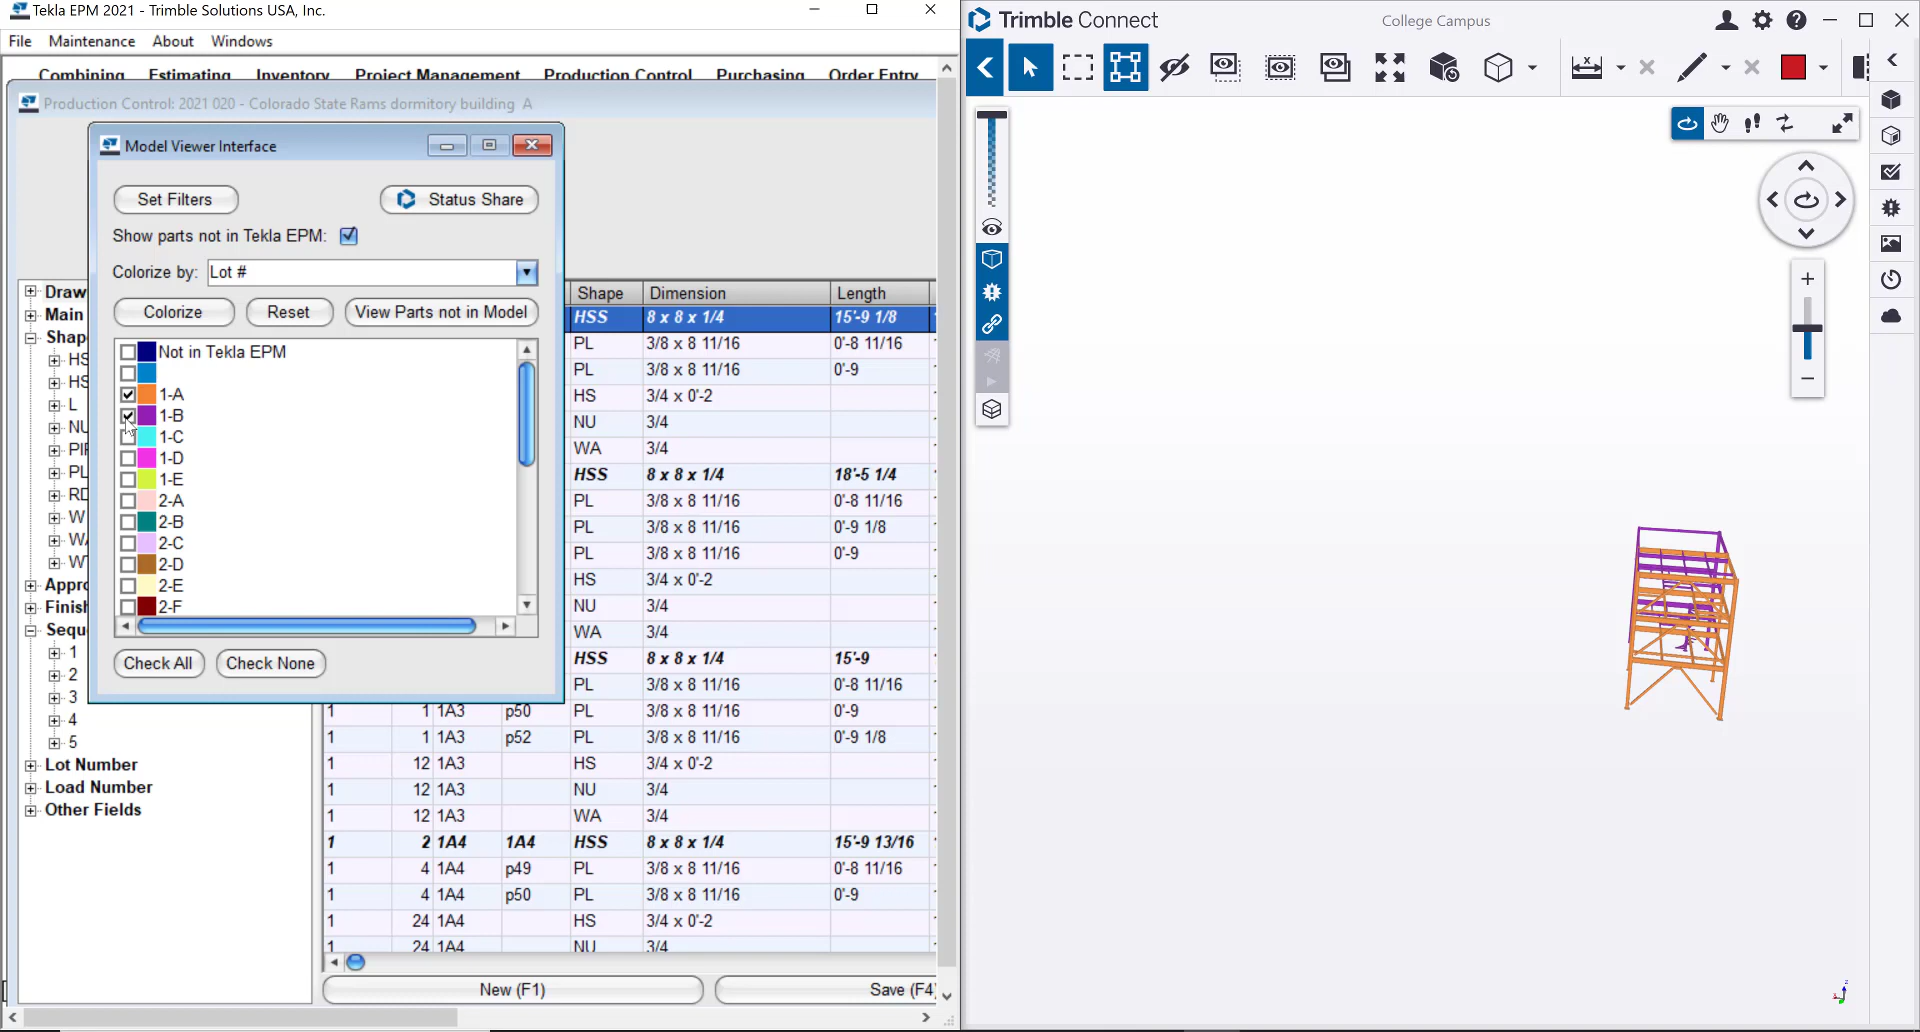 Tekla EPM 2021 - Trimble Solutions USA, Inc.
File Maintenance About Windows
Combining Estimating Inventory Project Management Production Control Purchasing Order Entry
Production Control: 2021 020 - Colorado State Rams dormitory building A
Model Viewer Interface
Set Filters
Status Share
Show parts not in Tekla EPM:
Colorize by: Lot #
Colorize
Reset
View Parts not in Model
Not in Tekla EPM
1-A
1-B
1-C
1-D
1-E
2-A
2-B
2-C
2-D
2-E
2-F
Check All
Check None
Draw
Main
Shap
HS
HS
L
NU
PIP
PL
RD
W
WA
WT
Appro
Finish
Sequ
1
2
3
4
5
Lot Number
Load Number
Other Fields
Shape Dimension Length
HSS 8 x 8 x 1/4 15'-9 1/8
PL 3/8 x 8 11/16 0'-8 11/16
PL 3/8 x 8 11/16 0'-9
HS 3/4 x 0'-2
NU 3/4
WA 3/4
HSS 8 x 8 x 1/4 18'-5 1/4
PL 3/8 x 8 11/16 0'-8 11/16
PL 3/8 x 8 11/16 0'-9 1/8
PL 3/8 x 8 11/16 0'-9
HS 3/4 x 0'-2
NU 3/4
WA 3/4
HSS 8 x 8 x 1/4 15'-9
PL 3/8 x 8 11/16 0'-8 11/16
1 1 1A3 p50 PL 3/8 x 8 11/16 0'-9
1 1 1A3 p52 PL 3/8 x 8 11/16 0'-9 1/8
1 12 1A3 HS 3/4 x 0'-2
1 12 1A3 NU 3/4
1 12 1A3 WA 3/4
1 2 1A4 1A4 HSS 8 x 8 x 1/4 15'-9 13/16
1 4 1A4 p49 PL 3/8 x 8 11/16 0'-8 11/16
1 4 1A4 p50 PL 3/8 x 8 11/16 0'-9
1 24 1A4 HS 3/4 x 0'-2
1 24 1A4 NU 3/4
New (F1)
Save (F4)
Trimble Connect
College Campus